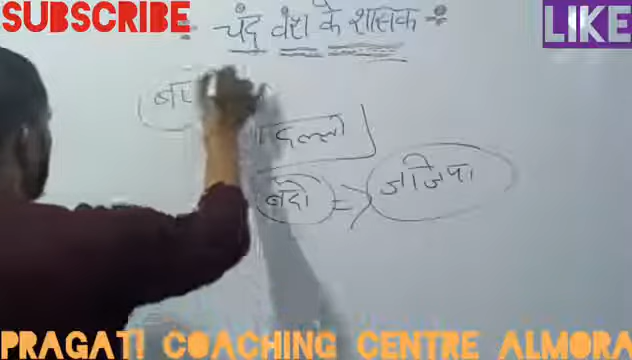 SUBSCRIBE
LIKE
चंद वंश के शासक
दिल्ली
जजिया
PRAGATI COACHING CENTRE ALMORA